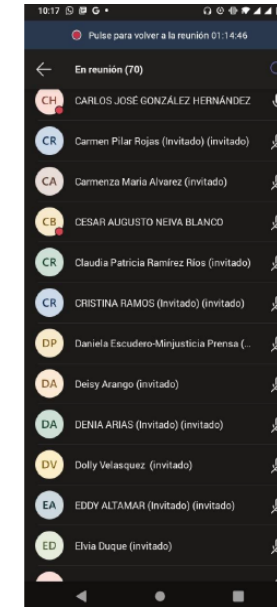 10:17
Pulse para volver a la reunión 01:14:46
En reunión (70)
CH CARLOS JOSÉ GONZÁLEZ HERNÁNDEZ
CR Carmen Pilar Rojas (Invitado) (invitado)
CA Carmenza Maria Alvarez (invitado)
CB CESAR AUGUSTO NEIVA BLANCO
CR Claudia Patricia Ramírez Ríos (invitado)
CR CRISTINA RAMOS (Invitado) (invitado)
DP Daniela Escudero-Minjusticia Prensa (...
DA Deisy Arango (invitado)
DA DENIA ARIAS (Invitado) (invitado)
DV Dolly Velasquez (invitado)
EA EDDY ALTAMAR (Invitado) (invitado)
ED Elvia Duque (invitado)